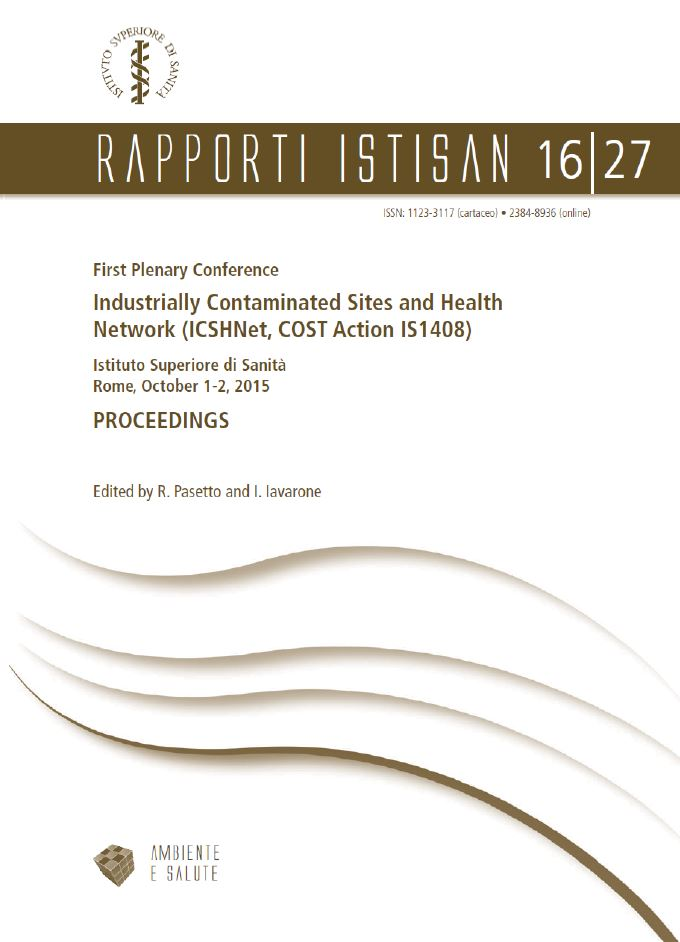 ISTITVTO SVPERIORE DI SANITÀ
RAPPORTI ISTISAN 16|27
ISSN: 1123-3117 (cartaceo) • 2384-8936 (online)
First Plenary Conference
Industrially Contaminated Sites and Health
Network (ICSHNet, COST Action IS1408)
Istituto Superiore di Sanità
Rome, October 1-2, 2015
PROCEEDINGS
Edited by R. Pasetto and I. Iavarone
AMBIENTE
E SALUTE